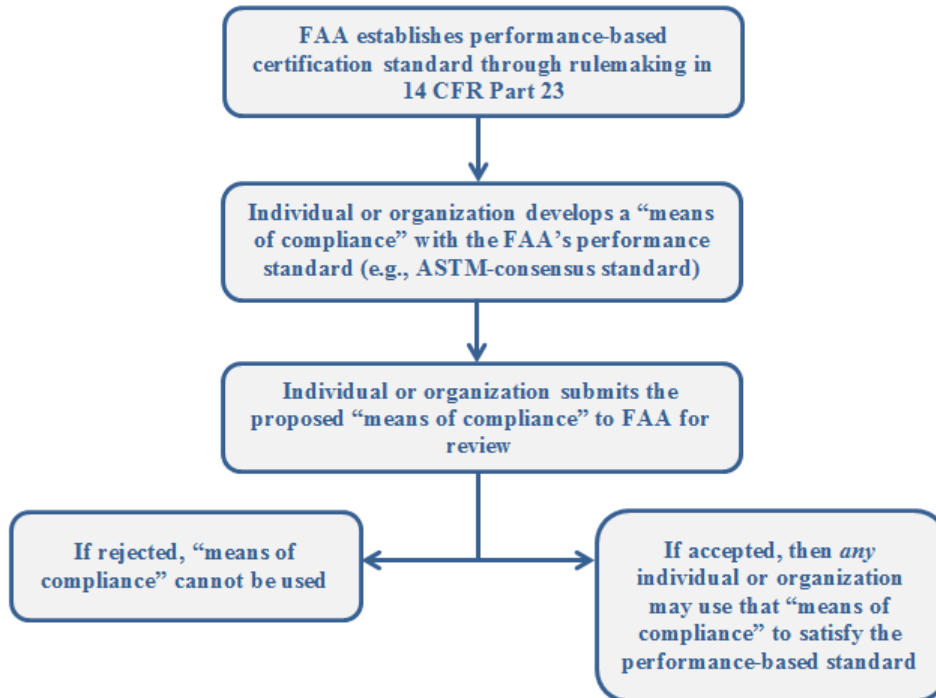 FAA establishes performance-based
certification standard through rulemaking in
14 CFR Part 23
Individual or organization develops a “means
of compliance” with the FAA’s performance
standard (e.g., ASTM-consensus standard)
Individual or organization submits the
proposed “means of compliance” to FAA for
review
If rejected, “means of
compliance” cannot be used
If accepted, then any
individual or organization
may use that “means of
compliance” to satisfy the
performance-based standard